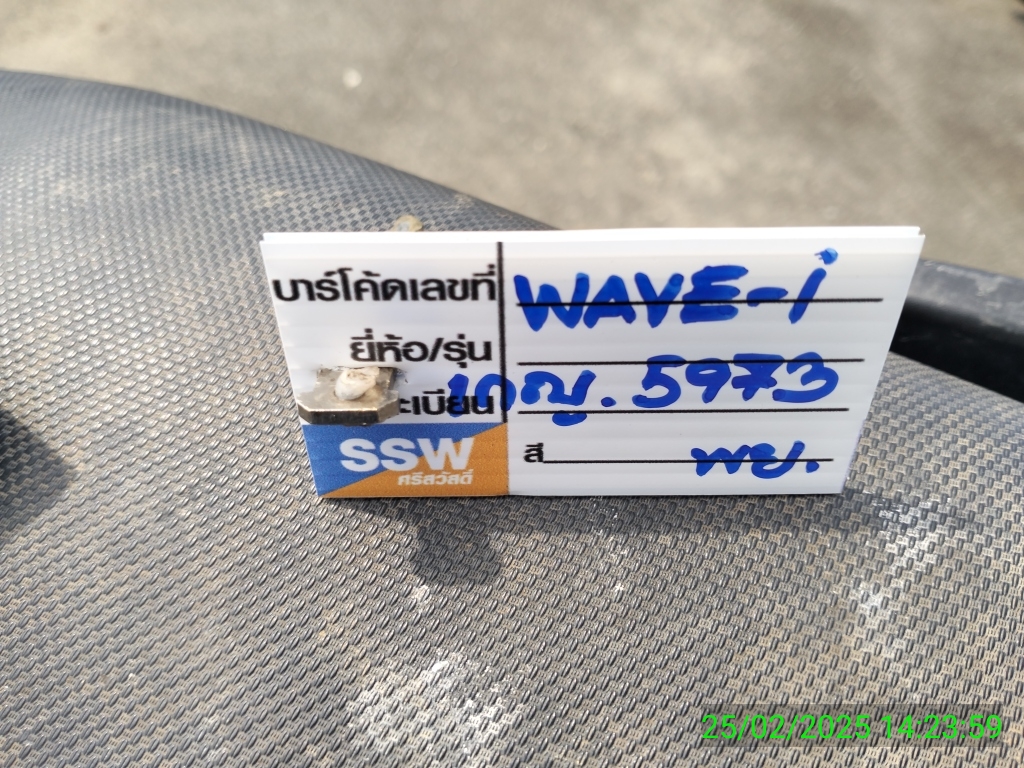 บาร์โค้ดเลขที่ WAVE-i
ยี่ห้อ/รุ่น
ะเบียน 1กญ. 5973
SSW
ศรีสวัสดิ์
สี พย.
25/02/2025 14:23:59